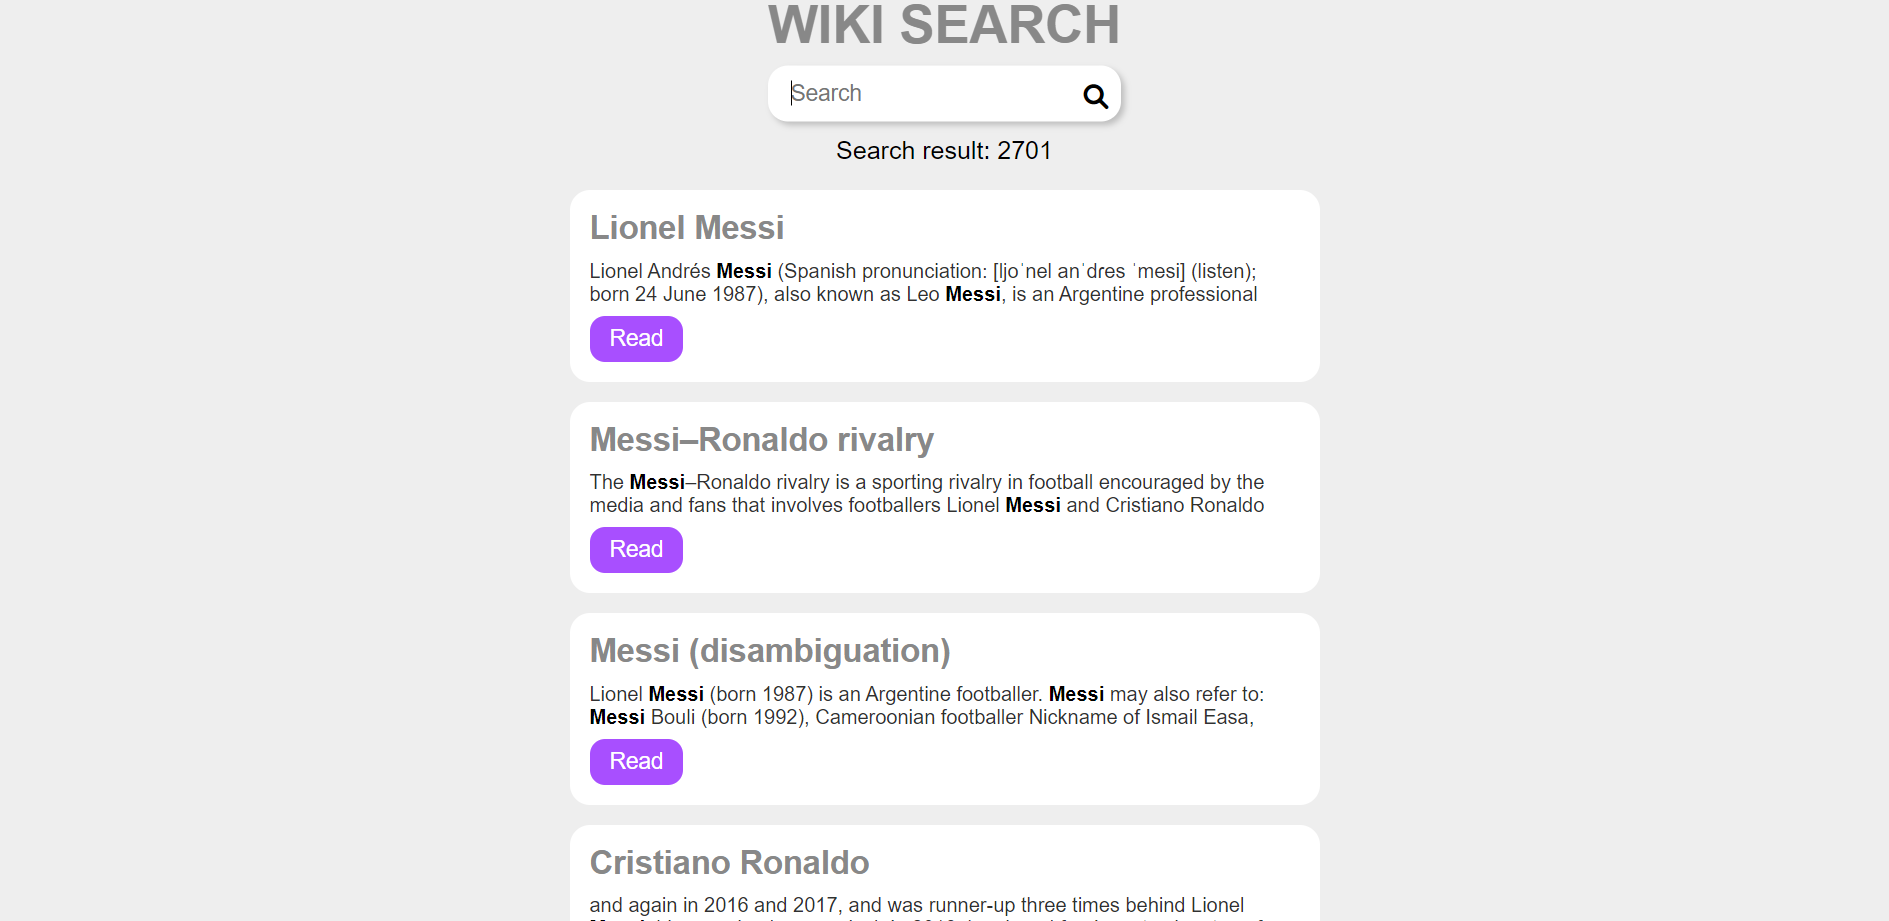 WIKI SEARCH
Search
Search result: 2701
Lionel Messi
Lionel Andrés Messi (Spanish pronunciation: [ljoˈnel anˈdɾes ˈmesi] (listen);
born 24 June 1987), also known as Leo Messi, is an Argentine professional
Read
Messi–Ronaldo rivalry
The Messi–Ronaldo rivalry is a sporting rivalry in football encouraged by the
media and fans that involves footballers Lionel Messi and Cristiano Ronaldo
Read
Messi (disambiguation)
Lionel Messi (born 1987) is an Argentine footballer. Messi may also refer to:
Messi Bouli (born 1992), Cameroonian footballer Nickname of Ismail Easa,
Read
Cristiano Ronaldo
and again in 2016 and 2017, and was runner-up three times behind Lionel